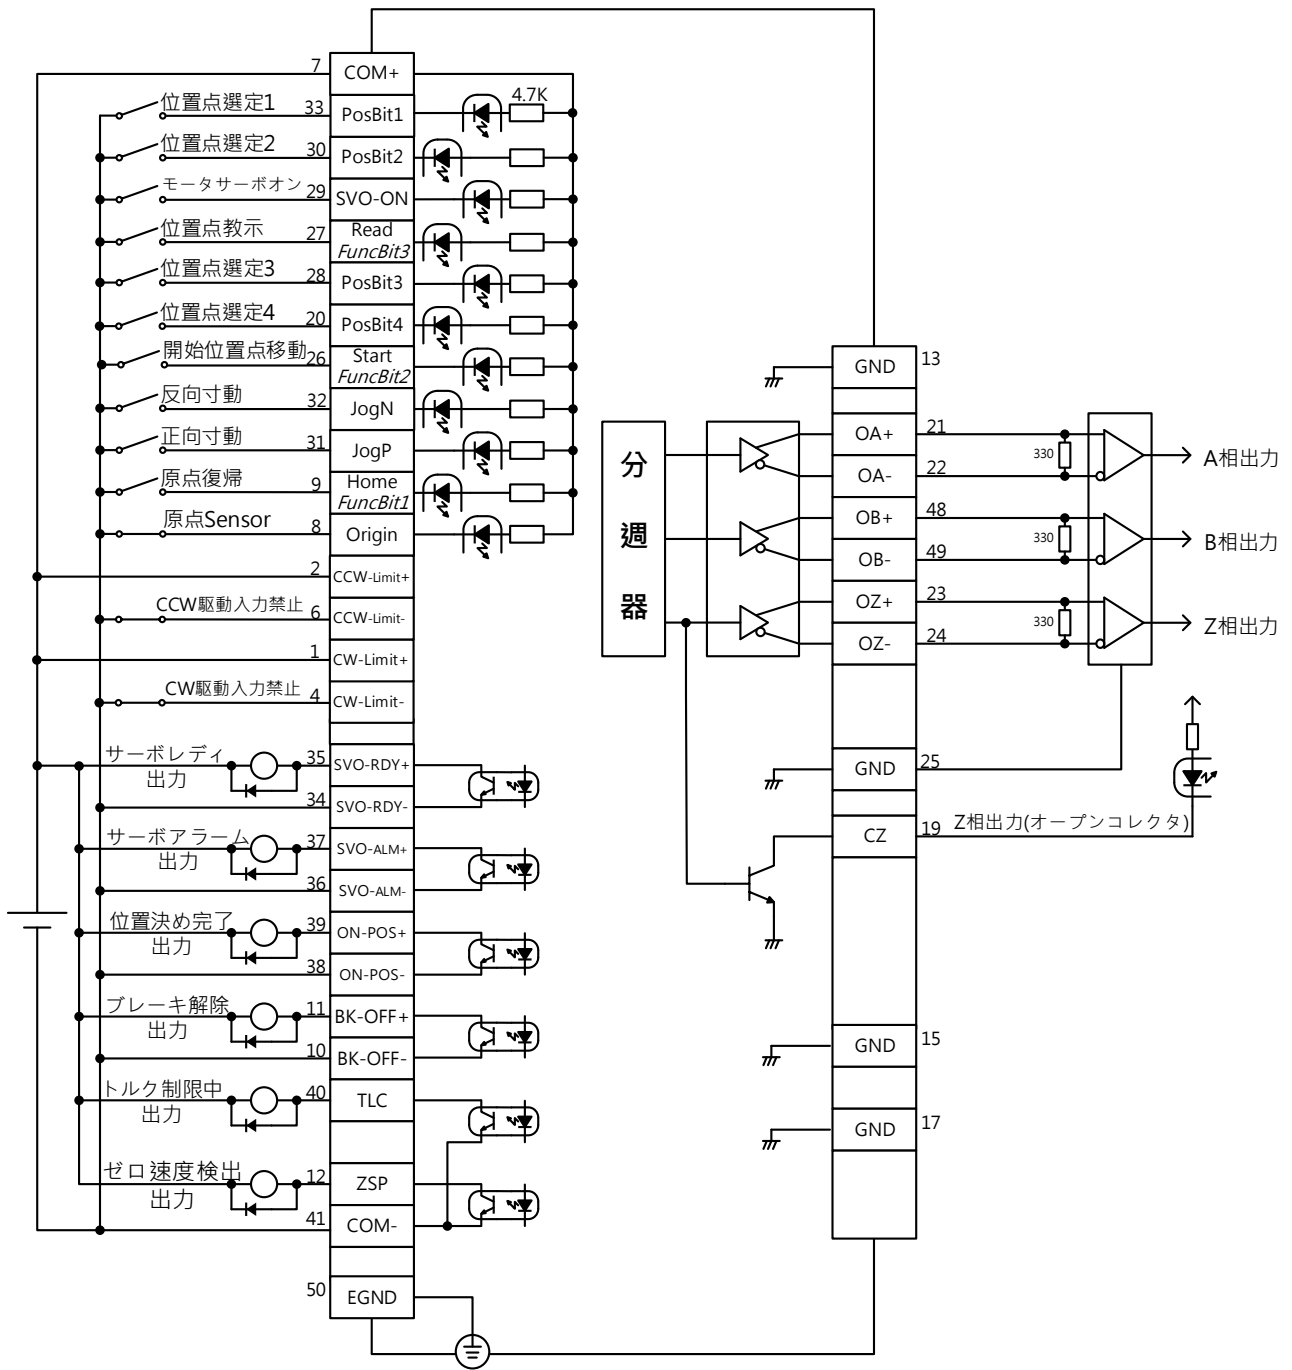 7 COM+
位置点選定1 33 PosBit1 4.7K
位置点選定2 30 PosBit2
モータサーボオン 29 SVO-ON
位置点教示 27 Read
FuncBit3
位置点選定3 28 PosBit3
位置点選定4 20 PosBit4
開始位置点移動 26 Start
FuncBit2
反向寸動 32 JogN
正向寸動 31 JogP
原点復帰 9 Home
FuncBit1
原点Sensor 8 Origin
2 CCW-Limit+
CCW駆動入力禁止 6 CCW-Limit-
1 CW-Limit+
CW駆動入力禁止 4 CW-Limit-
サーボレディ 35 SVO-RDY+
出力
34 SVO-RDY-
サーボアラーム 37 SVO-ALM+
出力
36 SVO-ALM-
位置決め完了 39 ON-POS+
出力
38 ON-POS-
ブレーキ解除 11 BK-OFF+
出力
10 BK-OFF-
トルク制限中 40 TLC
出力
ゼロ速度検出 12 ZSP
出力
41 COM-
50 EGND
分
週
器
GND 13
OA+ 21
330
A相出力
OA- 22
OB+ 48
330
B相出力
OB- 49
OZ+ 23
330
Z相出力
OZ- 24
GND 25
CZ 19 Z相出力(オープンコレクタ)
GND 15
GND 17